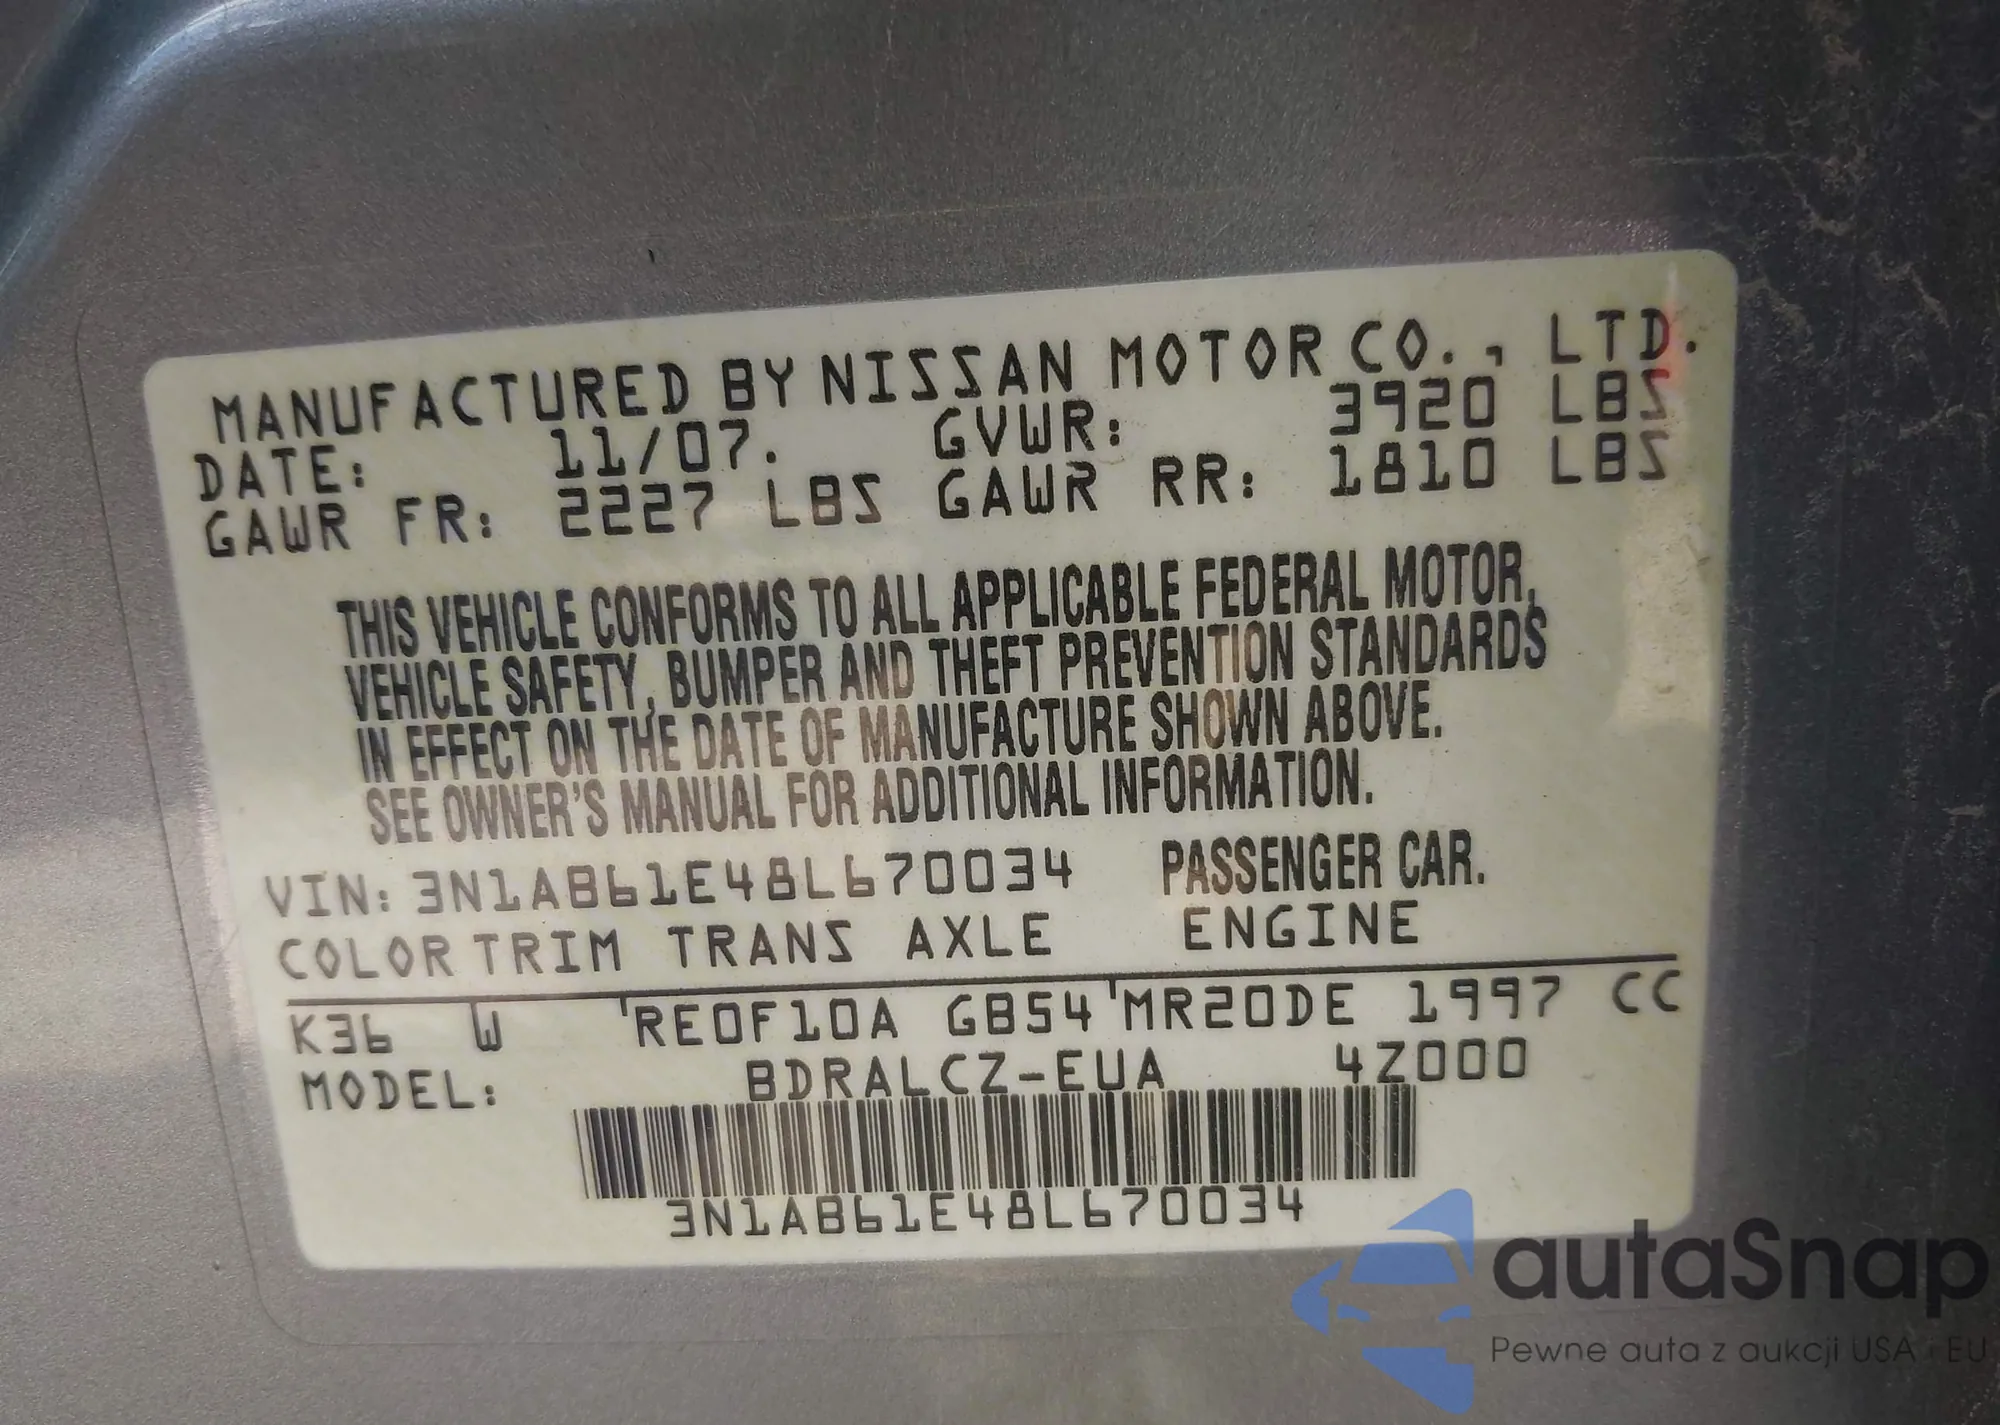 MANUFACTURED BY NISSAN MOTOR CO., LTD.
DATE: 11/07. GVWR: 3920 LBS
GAWR FR: 2227 LBS GAWR RR: 1810 LBS
THIS VEHICLE CONFORMS TO ALL APPLICABLE FEDERAL MOTOR,
VEHICLE SAFETY, BUMPER AND THEFT PREVENTION STANDARDS
IN EFFECT ON THE DATE OF MANUFACTURE SHOWN ABOVE.
SEE OWNER'S MANUAL FOR ADDITIONAL INFORMATION.
VIN: 3N1AB61E48L670034 PASSENGER CAR.
COLOR TRIM TRANS AXLE ENGINE
K36 W 'RE0F10A GB54'MR20DE 1997 CC
MODEL: BDRALCZ-EUA 4Z000
3N1AB61E48L670034
autaSnap
Pewne auta z aukcji USA i EU